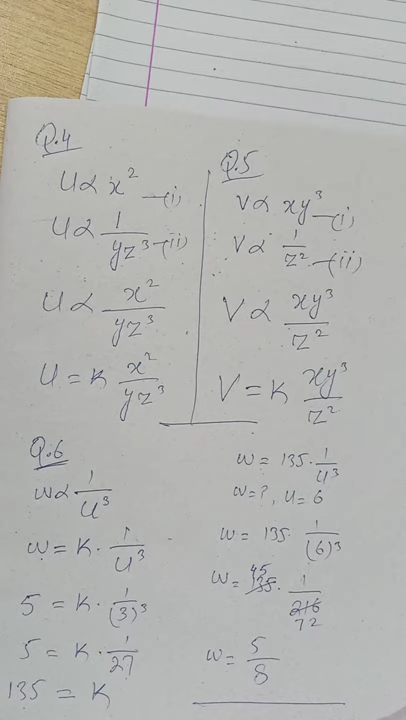 Q.4
U ∝ x² —(i)
U ∝ 1/yz³ —(ii)
U ∝ x²/yz³
U = K x²/yz³
Q.5
V ∝ xy³ —(i)
V ∝ 1/z² —(ii)
V ∝ xy³/z²
V = K xy³/z²
Q.6
w ∝ 1/U³
w = K · 1/U³
5 = K · 1/(3)³
5 = K · 1/27
135 = K
w = 135 · 1/U³
w = ?, U = 6
w = 135 · 1/(6)³
w = 45 135 · 1/216 72
w = 5/8